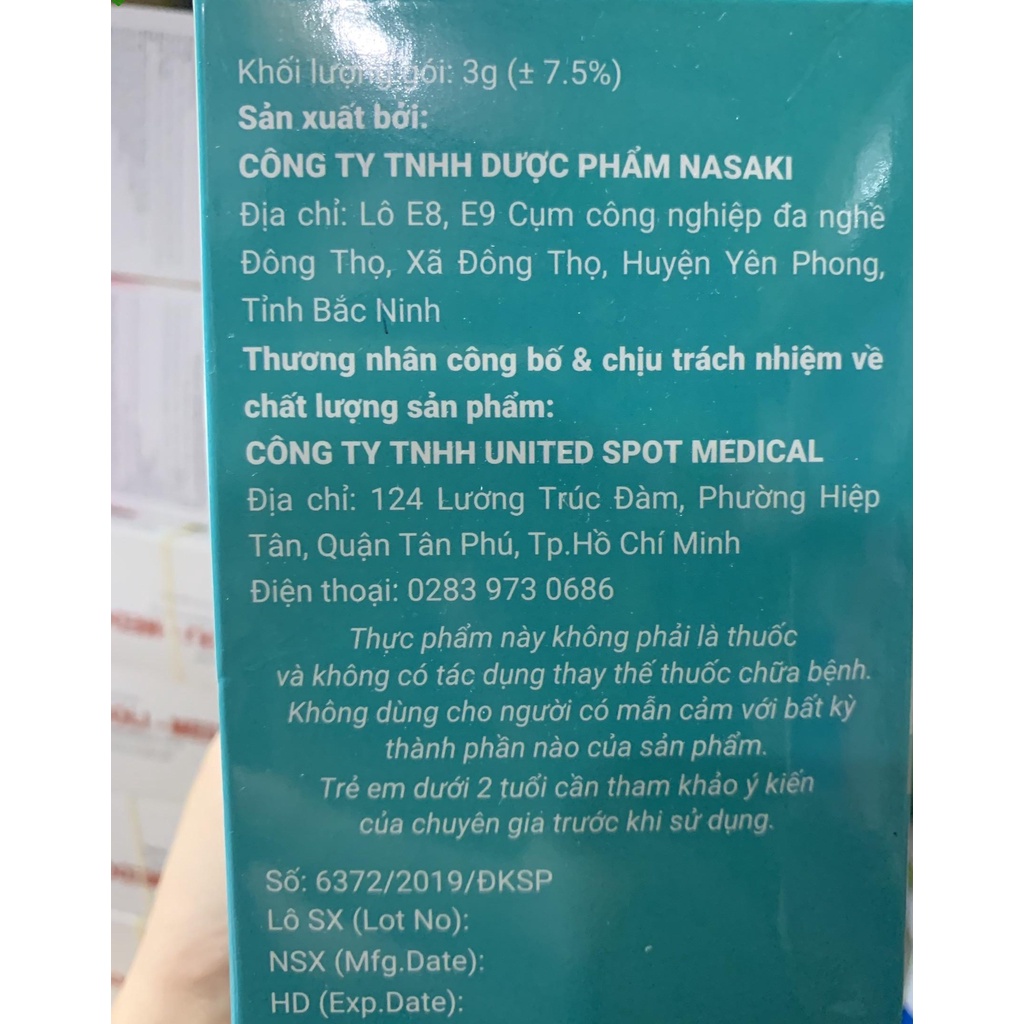 Khối lượng gói: 3g (± 7.5%)
Sản xuất bởi:
CÔNG TY TNHH DƯỢC PHẨM NASAKI
Địa chỉ: Lô E8, E9 Cụm công nghiệp đa nghề
Đông Thọ, Xã Đông Thọ, Huyện Yên Phong,
Tỉnh Bắc Ninh
Thương nhân công bố & chịu trách nhiệm về
chất lượng sản phẩm:
CÔNG TY TNHH UNITED SPOT MEDICAL
Địa chỉ: 124 Lương Trúc Đàm, Phường Hiệp
Tân, Quận Tân Phú, Tp.Hồ Chí Minh
Điện thoại: 0283 973 0686
Thực phẩm này không phải là thuốc
và không có tác dụng thay thế thuốc chữa bệnh.
Không dùng cho người có mẫn cảm với bất kỳ
thành phần nào của sản phẩm.
Trẻ em dưới 2 tuổi cần tham khảo ý kiến
của chuyên gia trước khi sử dụng.
Số: 6372/2019/ĐKSP
Lô SX (Lot No):
NSX (Mfg.Date):
HD (Exp.Date):